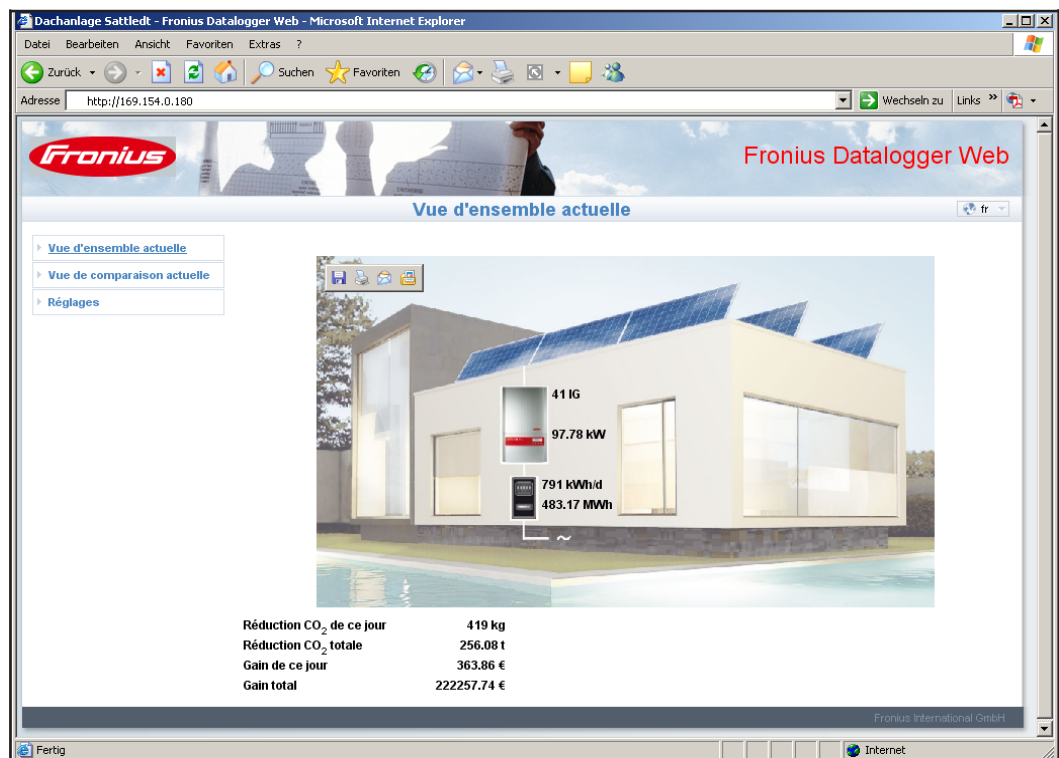 Dachanlage Sattledt - Fronius Datalogger Web - Microsoft Internet Explorer
Datei Bearbeiten Ansicht Favoriten Extras ?
Zurück Suchen Favoriten
Adresse http://169.154.0.180 Wechseln zu Links »
Fronius
Fronius Datalogger Web
Vue d'ensemble actuelle
fr
Vue d'ensemble actuelle
Vue de comparaison actuelle
Réglages
41 IG
97.78 kW
791 kWh/d
483.17 MWh
~
Réduction CO₂ de ce jour 419 kg
Réduction CO₂ totale 256.08 t
Gain de ce jour 363.86 €
Gain total 222257.74 €
Fronius International GmbH
Fertig Internet